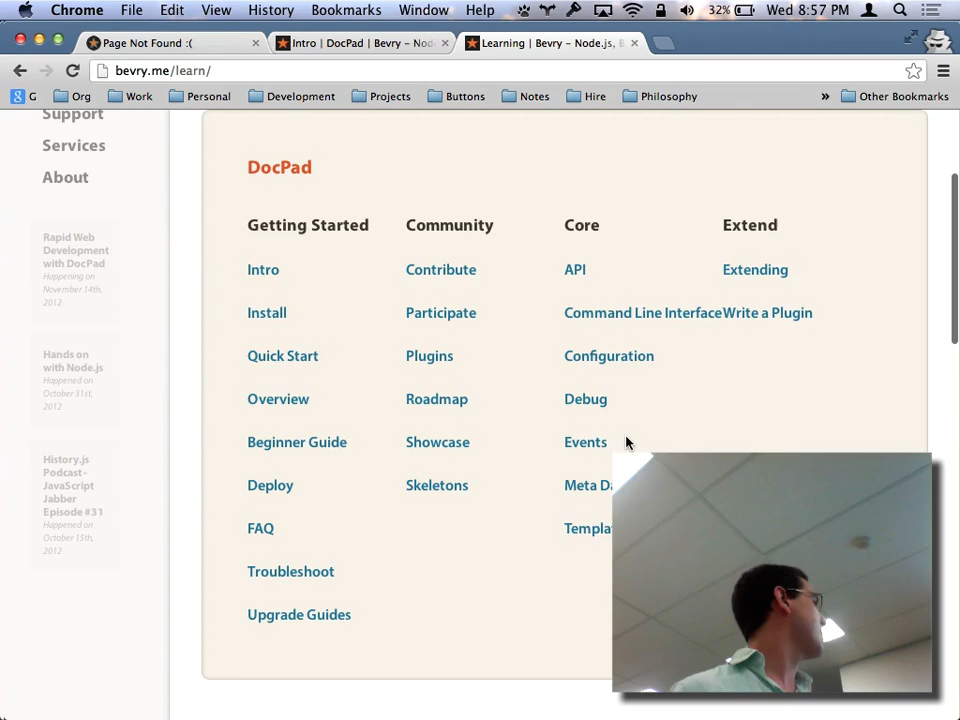 Chrome File Edit View History Bookmarks Window Help 32% Wed 8:57 PM
Page Not Found :(
Intro | DocPad | Bevry – Nod
Learning | Bevry – Node.js, B
bevry.me/learn/
G Org Work Personal Development Projects Buttons Notes Hire Philosophy » Other Bookmarks
Support
Services
About
Rapid Web
Development
with DocPad
Happening on
November 14th,
2012
Hands on
with Node.js
Happened on
October 31st,
2012
History.js
Podcast -
JavaScript
Jabber
Episode #31
Happened on
October 15th,
2012
DocPad
Getting Started
Intro
Install
Quick Start
Overview
Beginner Guide
Deploy
FAQ
Troubleshoot
Upgrade Guides
Community
Contribute
Participate
Plugins
Roadmap
Showcase
Skeletons
Core
API
Command Line Interface
Configuration
Debug
Events
Meta Da
Templa
Extend
Extending
Write a Plugin